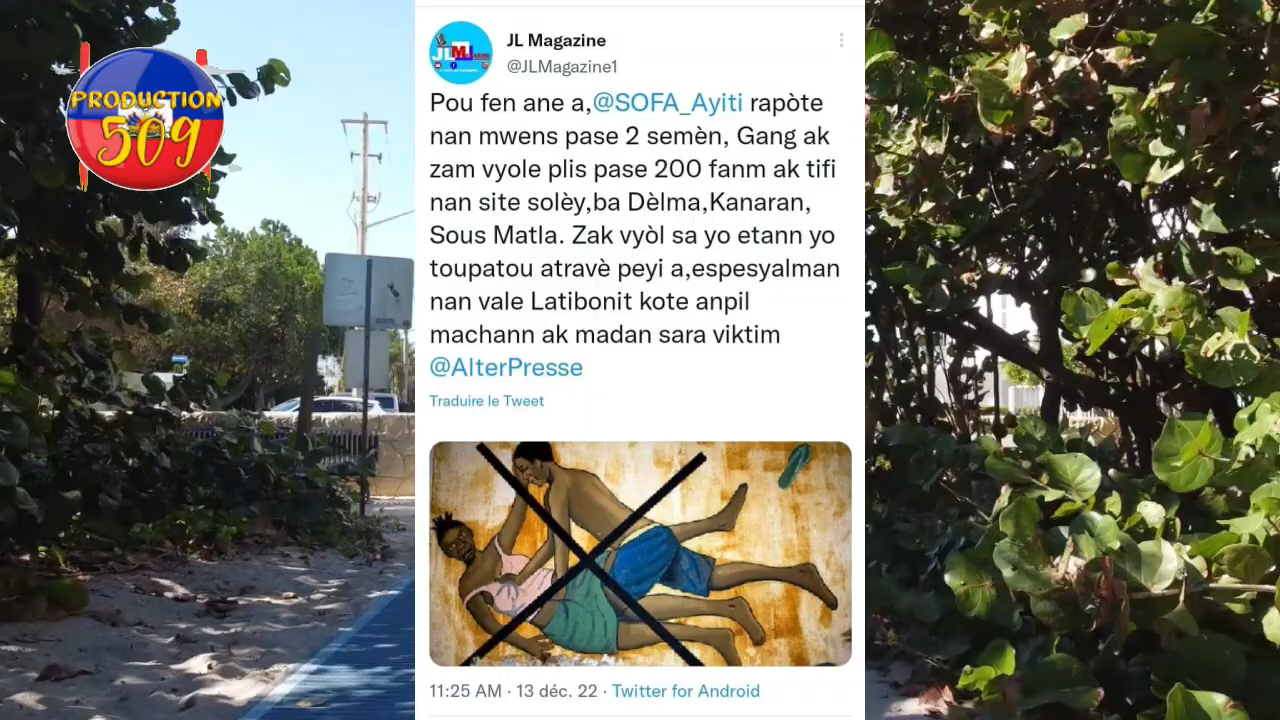 PRODUCTION
509
JL Magazine
@JLMagazine1
Pou fen ane a,@SOFA_Ayiti rapòte
nan mwens pase 2 semèn, Gang ak
zam vyole plis pase 200 fanm ak tifi
nan site solèy,ba Dèlma,Kanaran,
Sous Matla. Zak vyòl sa yo etann yo
toupatou atravè peyi a,espesyalman
nan vale Latibonit kote anpil
machann ak madan sara viktim
@AlterPresse
Traduire le Tweet
11:25 AM · 13 déc. 22 · Twitter for Android